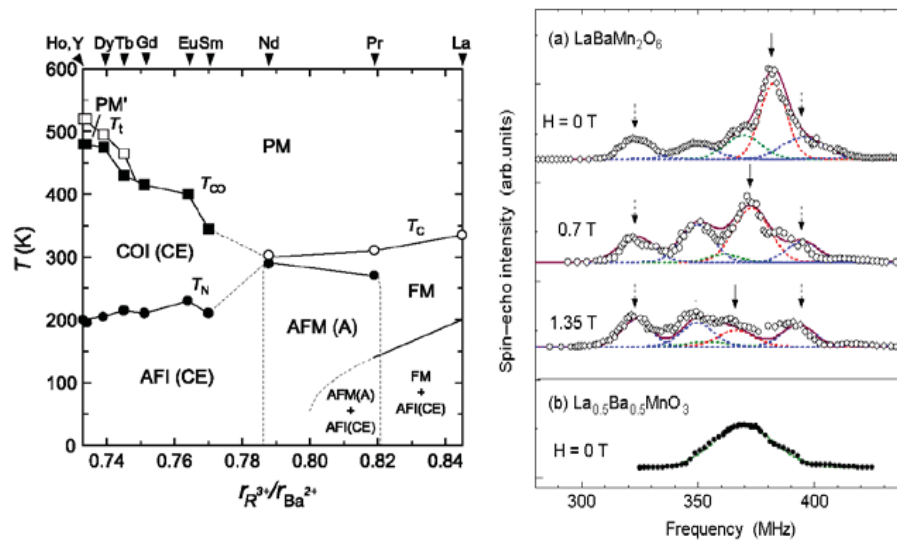 Ho,Y Dy Tb Gd Eu Sm Nd Pr La
600
500
400
300
200
100
0
T (K)
PM'
T_t
PM
T_CO
COI (CE)
T_C
FM
T_N
AFM (A)
AFI (CE)
AFM(A)
+
AFI(CE)
FM
+
AFI(CE)
0.74 0.76 0.78 0.80 0.82 0.84
r_R³⁺/r_Ba²⁺
Spin–echo intensity (arb.units)
(a) LaBaMn₂O₆
H = 0 T
0.7 T
1.35 T
(b) La₀.₅Ba₀.₅MnO₃
H = 0 T
300 350 400
Frequency (MHz)